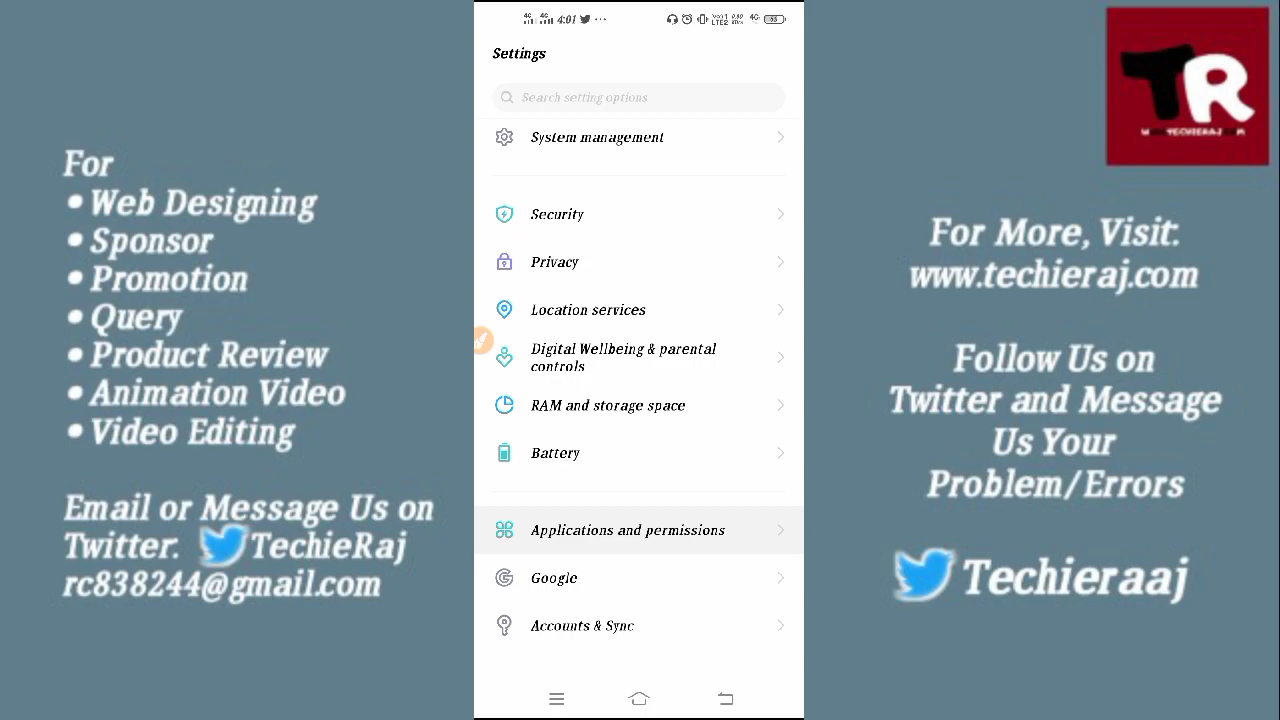 For
• Web Designing
• Sponsor
• Promotion
• Query
• Product Review
• Animation Video
• Video Editing
Email or Message Us on
Twitter. TechieRaj
rc838244@gmail.com
4:01
Settings
Search setting options
System management
Security
Privacy
Location services
Digital Wellbeing & parental
controls
RAM and storage space
Battery
Applications and permissions
Google
Accounts & Sync
TR
For More, Visit:
www.techieraj.com
Follow Us on
Twitter and Message
Us Your
Problem/Errors
Techieraaj